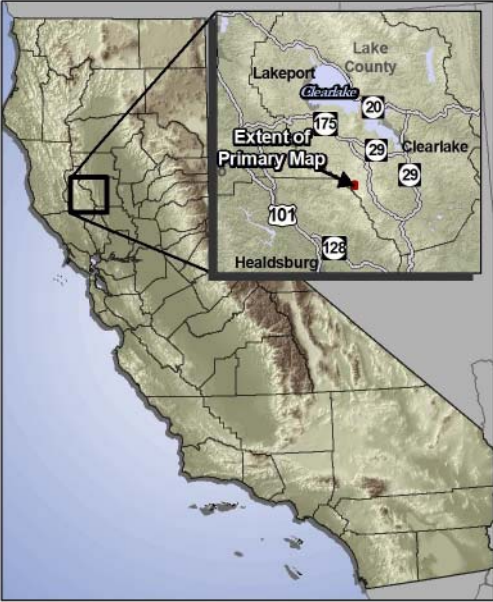 Lake
County
Lakeport
Clearlake
20
175
Extent of
Primary Map
29
Clearlake
29
101
128
Healdsburg